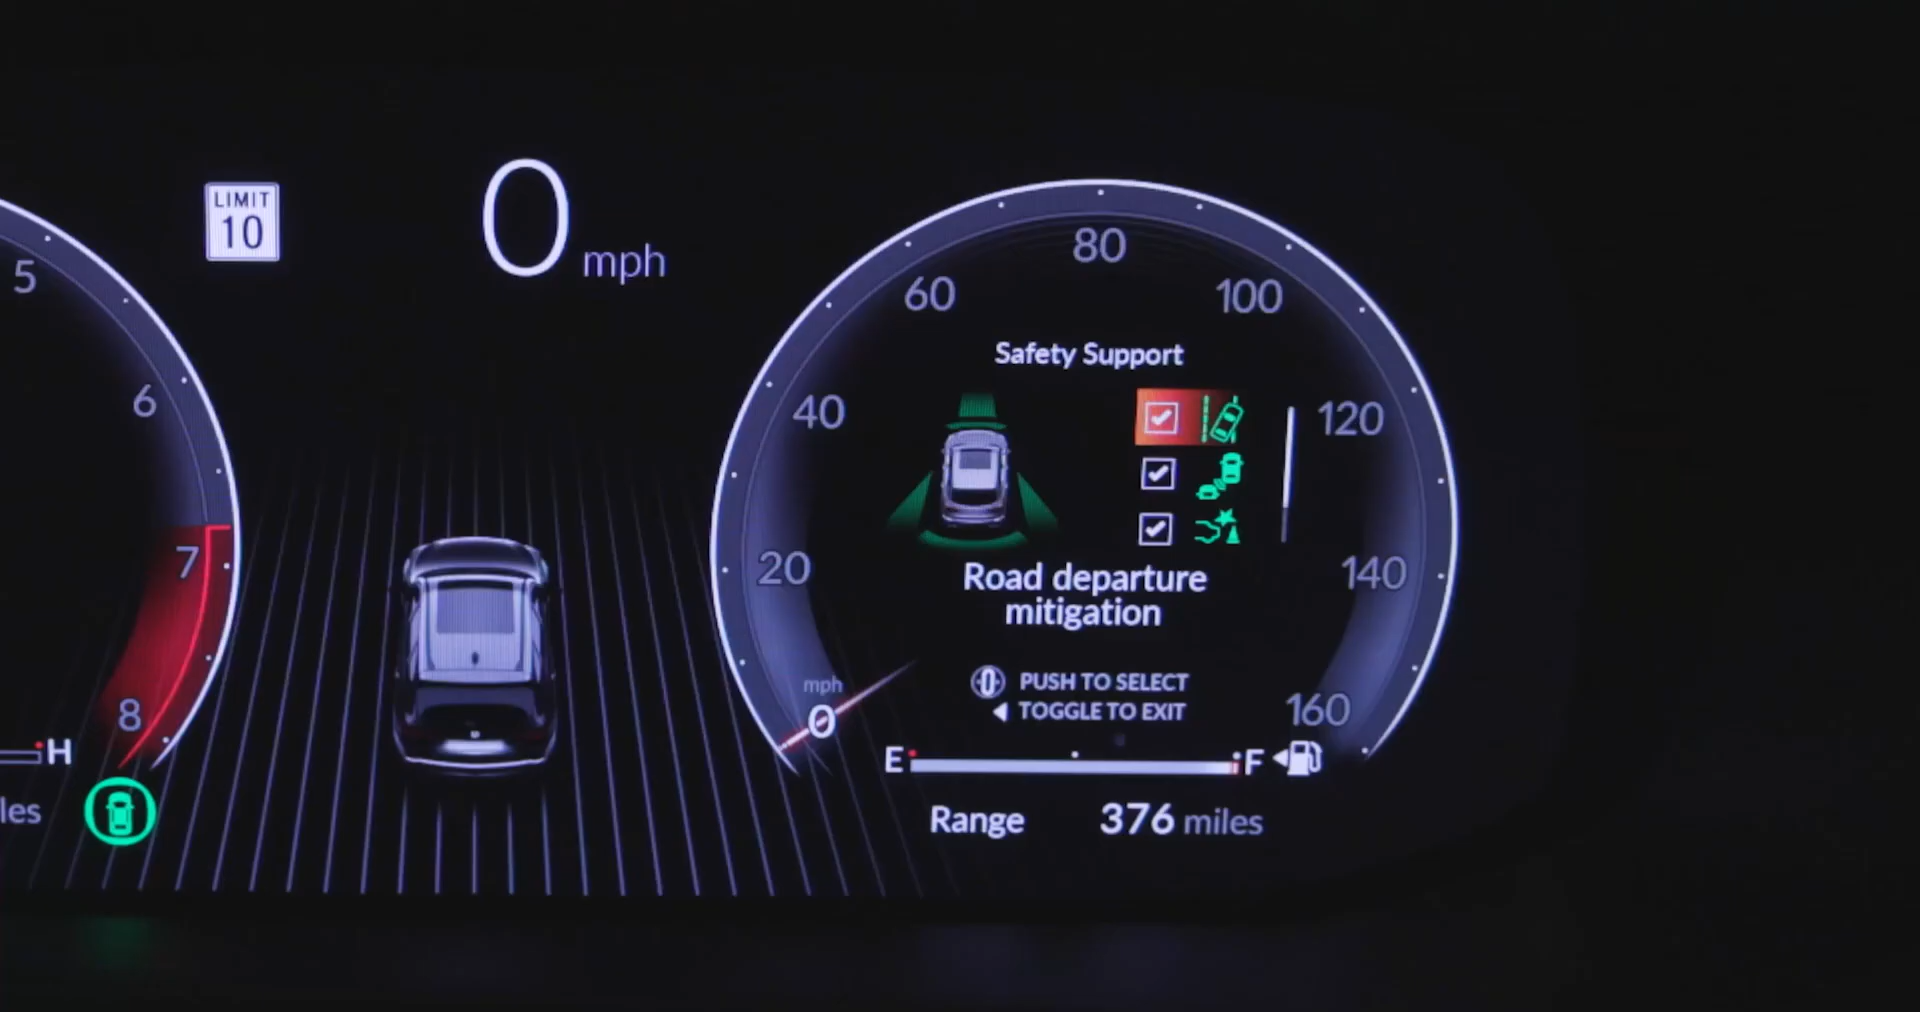 LIMIT
10
0 mph
5
6
7
8
H
les
80
60
100
40
120
20
140
mph
0
160
Safety Support
Road departure
mitigation
PUSH TO SELECT
TOGGLE TO EXIT
E
F
Range 376 miles